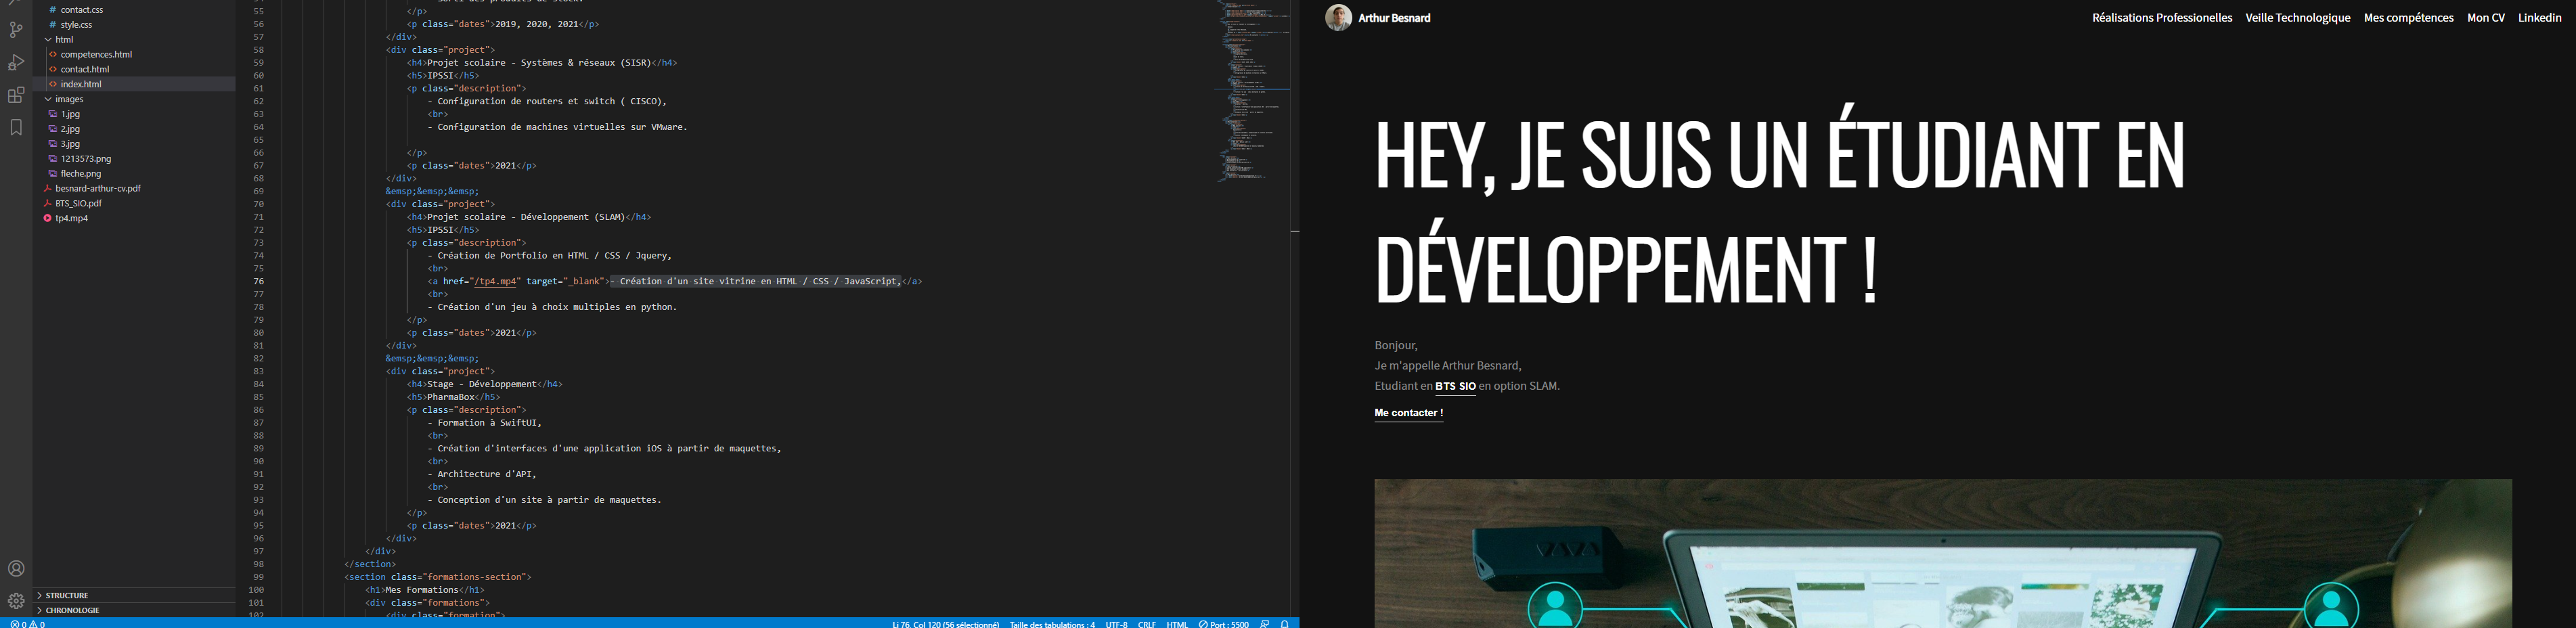 contact.css
style.css
html
competences.html
contact.html
index.html
images
1.jpg
2.jpg
3.jpg
1213573.png
fleche.png
besnard-arthur-cv.pdf
BTS_SIO.pdf
tp4.mp4
STRUCTURE
CHRONOLOGIE
55 </p>
56 <p class="dates">2019, 2020, 2021</p>
57 </div>
58 <div class="project">
59 <h4>Projet scolaire - Systèmes & réseaux (SISR)</h4>
60 <h5>IPSSI</h5>
61 <p class="description">
62 - Configuration de routers et switch ( CISCO),
63 <br>
64 - Configuration de machines virtuelles sur VMware.
65
66 </p>
67 <p class="dates">2021</p>
68 </div>
69 &emsp;&emsp;&emsp;
70 <div class="project">
71 <h4>Projet scolaire - Développement (SLAM)</h4>
72 <h5>IPSSI</h5>
73 <p class="description">
74 - Création de Portfolio en HTML / CSS / Jquery,
75 <br>
76 <a href="/tp4.mp4" target="_blank">- Création d'un site vitrine en HTML / CSS / JavaScript,</a>
77 <br>
78 - Création d'un jeu à choix multiples en python.
79 </p>
80 <p class="dates">2021</p>
81 </div>
82 &emsp;&emsp;&emsp;
83 <div class="project">
84 <h4>Stage - Développement</h4>
85 <h5>PharmaBox</h5>
86 <p class="description">
87 - Formation à SwiftUI,
88 <br>
89 - Création d'interfaces d'une application iOS à partir de maquettes,
90 <br>
91 - Architecture d'API,
92 <br>
93 - Conception d'un site à partir de maquettes.
94 </p>
95 <p class="dates">2021</p>
96 </div>
97 </div>
98 </section>
99 <section class="formations-section">
100 <h1>Mes Formations</h1>
101 <div class="formations">
102 <div class="formation">
0 0
Li 76, Col 120 (56 sélectionné) Taille des tabulations : 4 UTF-8 CRLF HTML Port : 5500
Arthur Besnard
Réalisations Professionelles Veille Technologique Mes compétences Mon CV Linkedin
HEY, JE SUIS UN ÉTUDIANT EN
DÉVELOPPEMENT !
Bonjour,
Je m'appelle Arthur Besnard,
Etudiant en BTS SIO en option SLAM.
Me contacter !